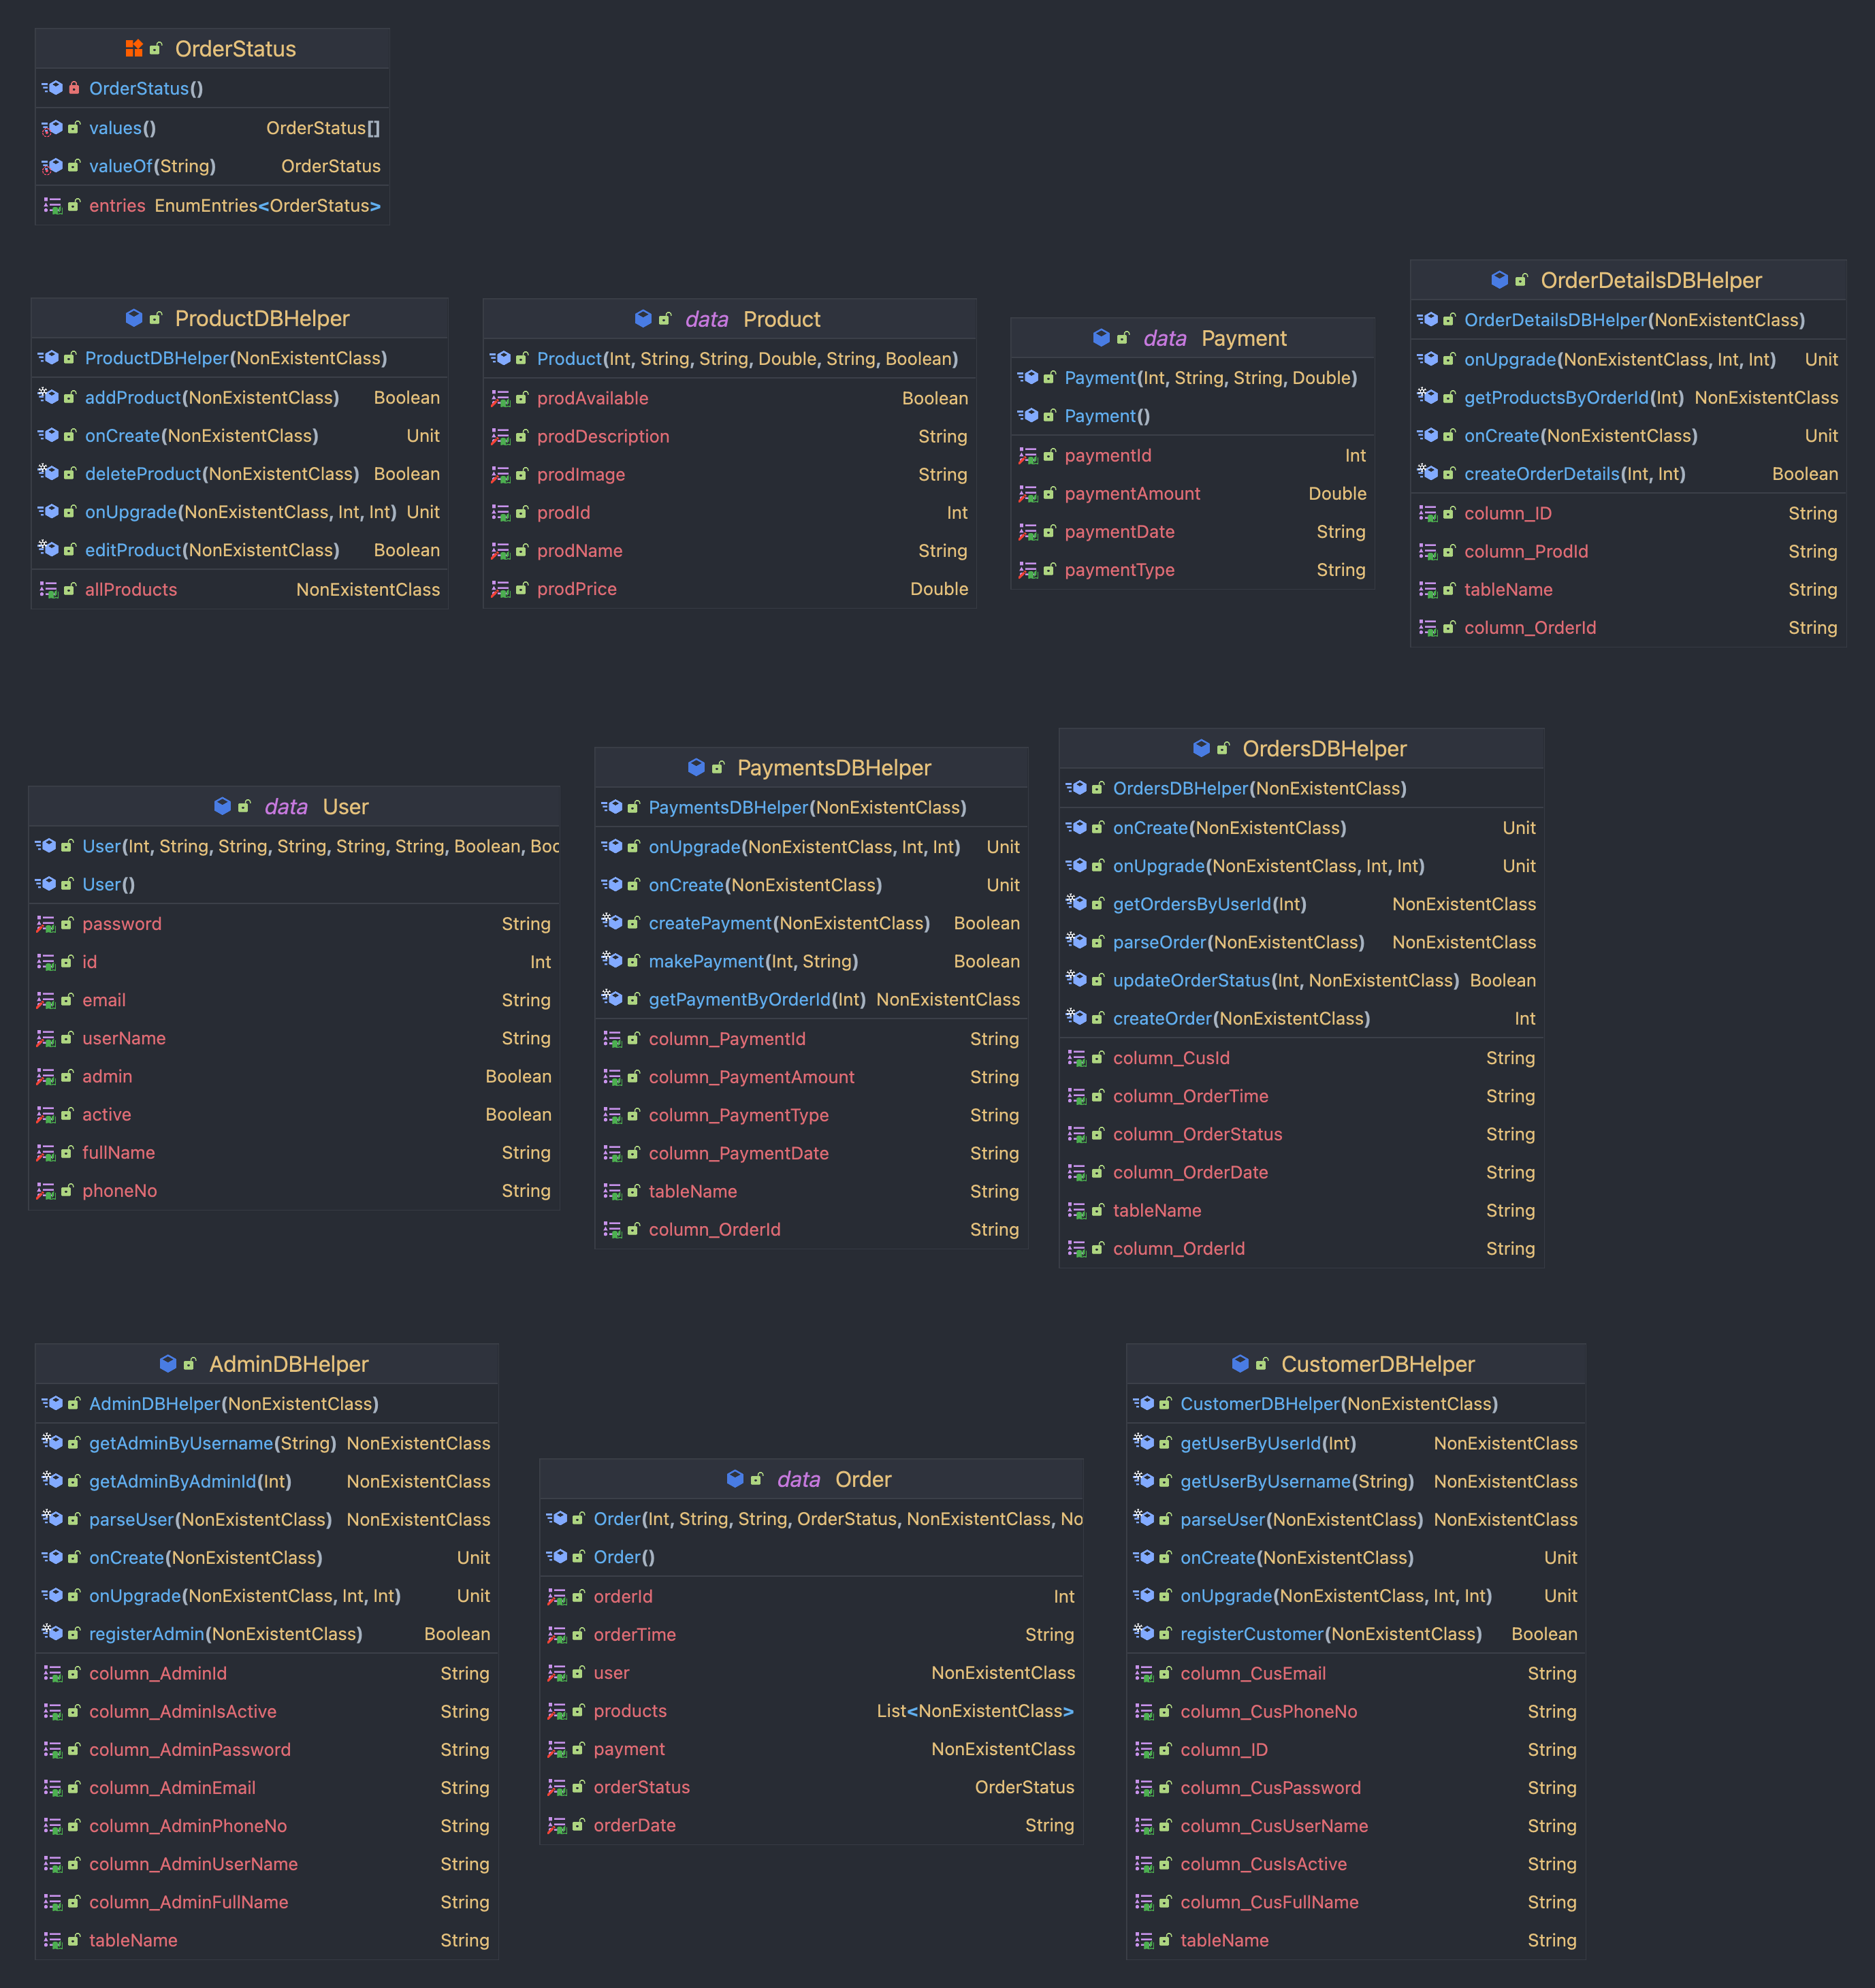 OrderStatus
OrderStatus()
values() OrderStatus[]
valueOf(String) OrderStatus
entries EnumEntries<OrderStatus>
ProductDBHelper
ProductDBHelper(NonExistentClass)
addProduct(NonExistentClass) Boolean
onCreate(NonExistentClass) Unit
deleteProduct(NonExistentClass) Boolean
onUpgrade(NonExistentClass, Int, Int) Unit
editProduct(NonExistentClass) Boolean
allProducts NonExistentClass
data Product
Product(Int, String, String, Double, String, Boolean)
prodAvailable Boolean
prodDescription String
prodImage String
prodId Int
prodName String
prodPrice Double
data Payment
Payment(Int, String, String, Double)
Payment()
paymentId Int
paymentAmount Double
paymentDate String
paymentType String
OrderDetailsDBHelper
OrderDetailsDBHelper(NonExistentClass)
onUpgrade(NonExistentClass, Int, Int) Unit
getProductsByOrderId(Int) NonExistentClass
onCreate(NonExistentClass) Unit
createOrderDetails(Int, Int) Boolean
column_ID String
column_ProdId String
tableName String
column_OrderId String
data User
User(Int, String, String, String, String, String, Boolean, Boo
User()
password String
id Int
email String
userName String
admin Boolean
active Boolean
fullName String
phoneNo String
PaymentsDBHelper
PaymentsDBHelper(NonExistentClass)
onUpgrade(NonExistentClass, Int, Int) Unit
onCreate(NonExistentClass) Unit
createPayment(NonExistentClass) Boolean
makePayment(Int, String) Boolean
getPaymentByOrderId(Int) NonExistentClass
column_PaymentId String
column_PaymentAmount String
column_PaymentType String
column_PaymentDate String
tableName String
column_OrderId String
OrdersDBHelper
OrdersDBHelper(NonExistentClass)
onCreate(NonExistentClass) Unit
onUpgrade(NonExistentClass, Int, Int) Unit
getOrdersByUserId(Int) NonExistentClass
parseOrder(NonExistentClass) NonExistentClass
updateOrderStatus(Int, NonExistentClass) Boolean
createOrder(NonExistentClass) Int
column_CusId String
column_OrderTime String
column_OrderStatus String
column_OrderDate String
tableName String
column_OrderId String
AdminDBHelper
AdminDBHelper(NonExistentClass)
getAdminByUsername(String) NonExistentClass
getAdminByAdminId(Int) NonExistentClass
parseUser(NonExistentClass) NonExistentClass
onCreate(NonExistentClass) Unit
onUpgrade(NonExistentClass, Int, Int) Unit
registerAdmin(NonExistentClass) Boolean
column_AdminId String
column_AdminIsActive String
column_AdminPassword String
column_AdminEmail String
column_AdminPhoneNo String
column_AdminUserName String
column_AdminFullName String
tableName String
data Order
Order(Int, String, String, OrderStatus, NonExistentClass, No
Order()
orderId Int
orderTime String
user NonExistentClass
products List<NonExistentClass>
payment NonExistentClass
orderStatus OrderStatus
orderDate String
CustomerDBHelper
CustomerDBHelper(NonExistentClass)
getUserByUserId(Int) NonExistentClass
getUserByUsername(String) NonExistentClass
parseUser(NonExistentClass) NonExistentClass
onCreate(NonExistentClass) Unit
onUpgrade(NonExistentClass, Int, Int) Unit
registerCustomer(NonExistentClass) Boolean
column_CusEmail String
column_CusPhoneNo String
column_ID String
column_CusPassword String
column_CusUserName String
column_CusIsActive String
column_CusFullName String
tableName String